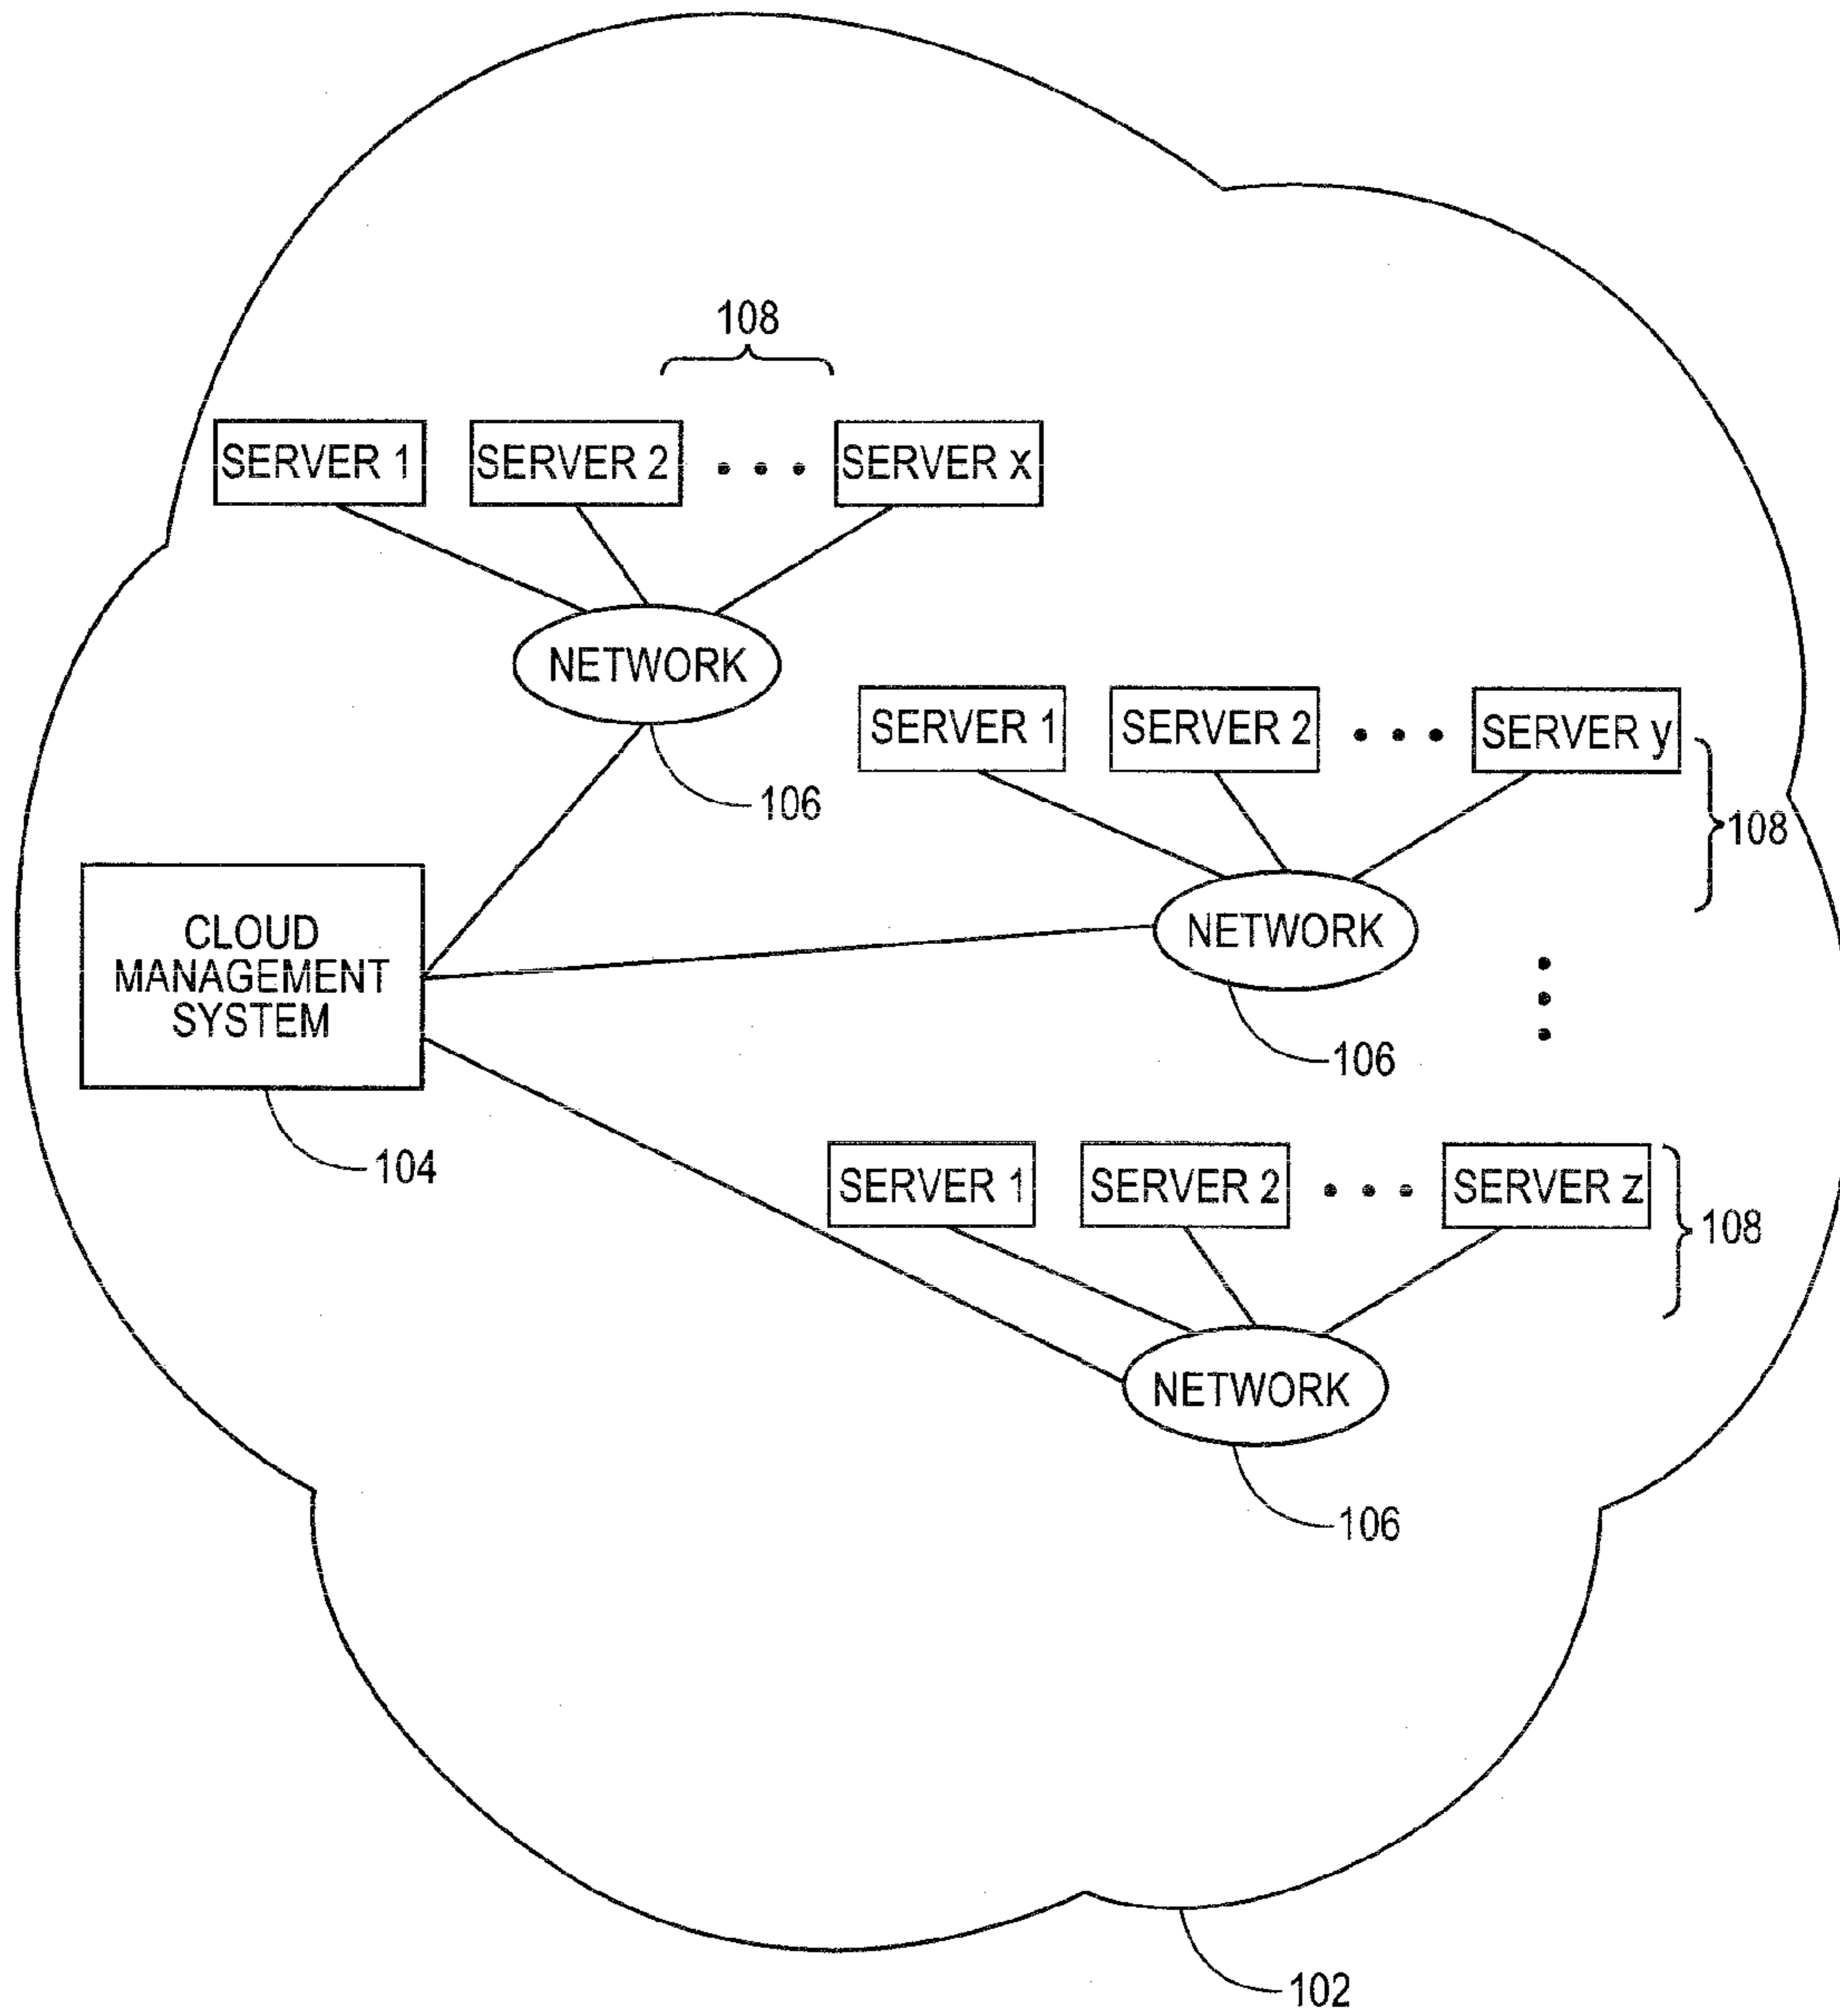 108
SERVER 1 SERVER 2 • • • SERVER x
NETWORK
106
SERVER 1 SERVER 2 • • • SERVER y
108
NETWORK
106
CLOUD
MANAGEMENT
SYSTEM
104
SERVER 1 SERVER 2 • • • SERVER z
108
NETWORK
106
102